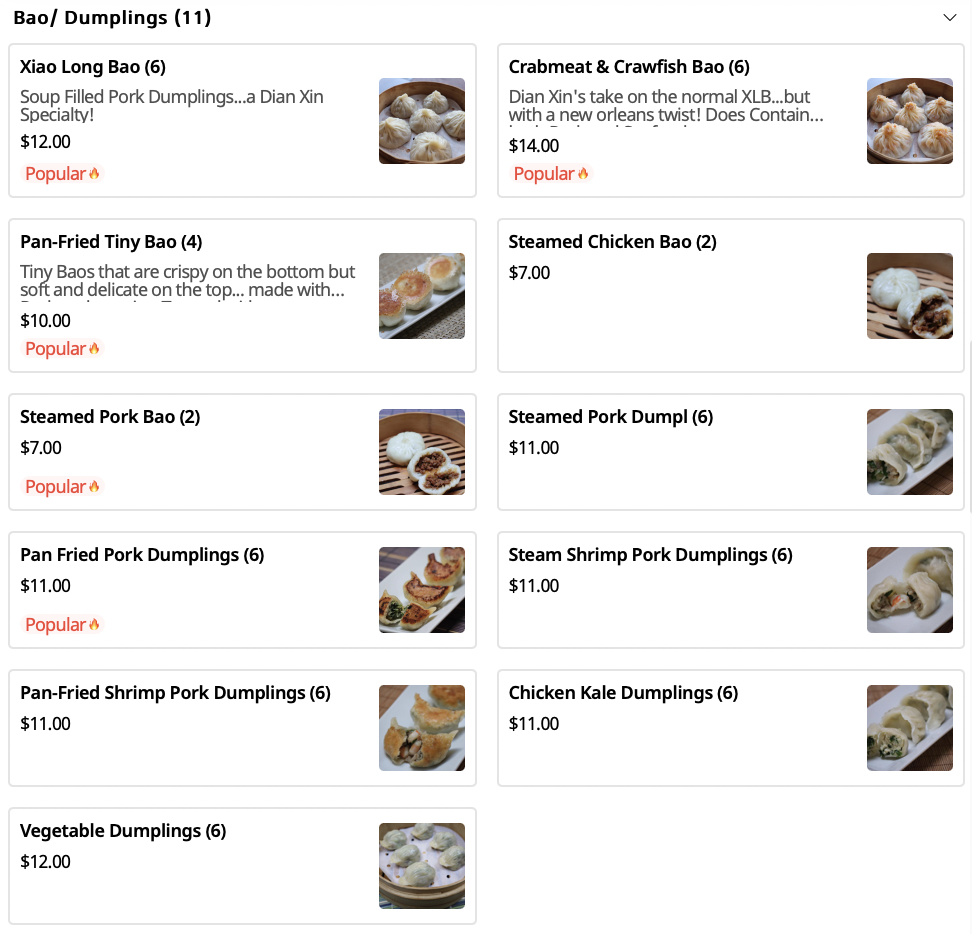 Bao/ Dumplings (11)
Xiao Long Bao (6)
Soup Filled Pork Dumplings...a Dian Xin
Specialty!
$12.00
Popular🔥
Crabmeat & Crawfish Bao (6)
Dian Xin's take on the normal XLB...but
with a new orleans twist! Does Contain...
$14.00
Popular🔥
Pan-Fried Tiny Bao (4)
Tiny Baos that are crispy on the bottom but
soft and delicate on the top... made with...
$10.00
Popular🔥
Steamed Chicken Bao (2)
$7.00
Steamed Pork Bao (2)
$7.00
Popular🔥
Steamed Pork Dumpl (6)
$11.00
Pan Fried Pork Dumplings (6)
$11.00
Popular🔥
Steam Shrimp Pork Dumplings (6)
$11.00
Pan-Fried Shrimp Pork Dumplings (6)
$11.00
Chicken Kale Dumplings (6)
$11.00
Vegetable Dumplings (6)
$12.00